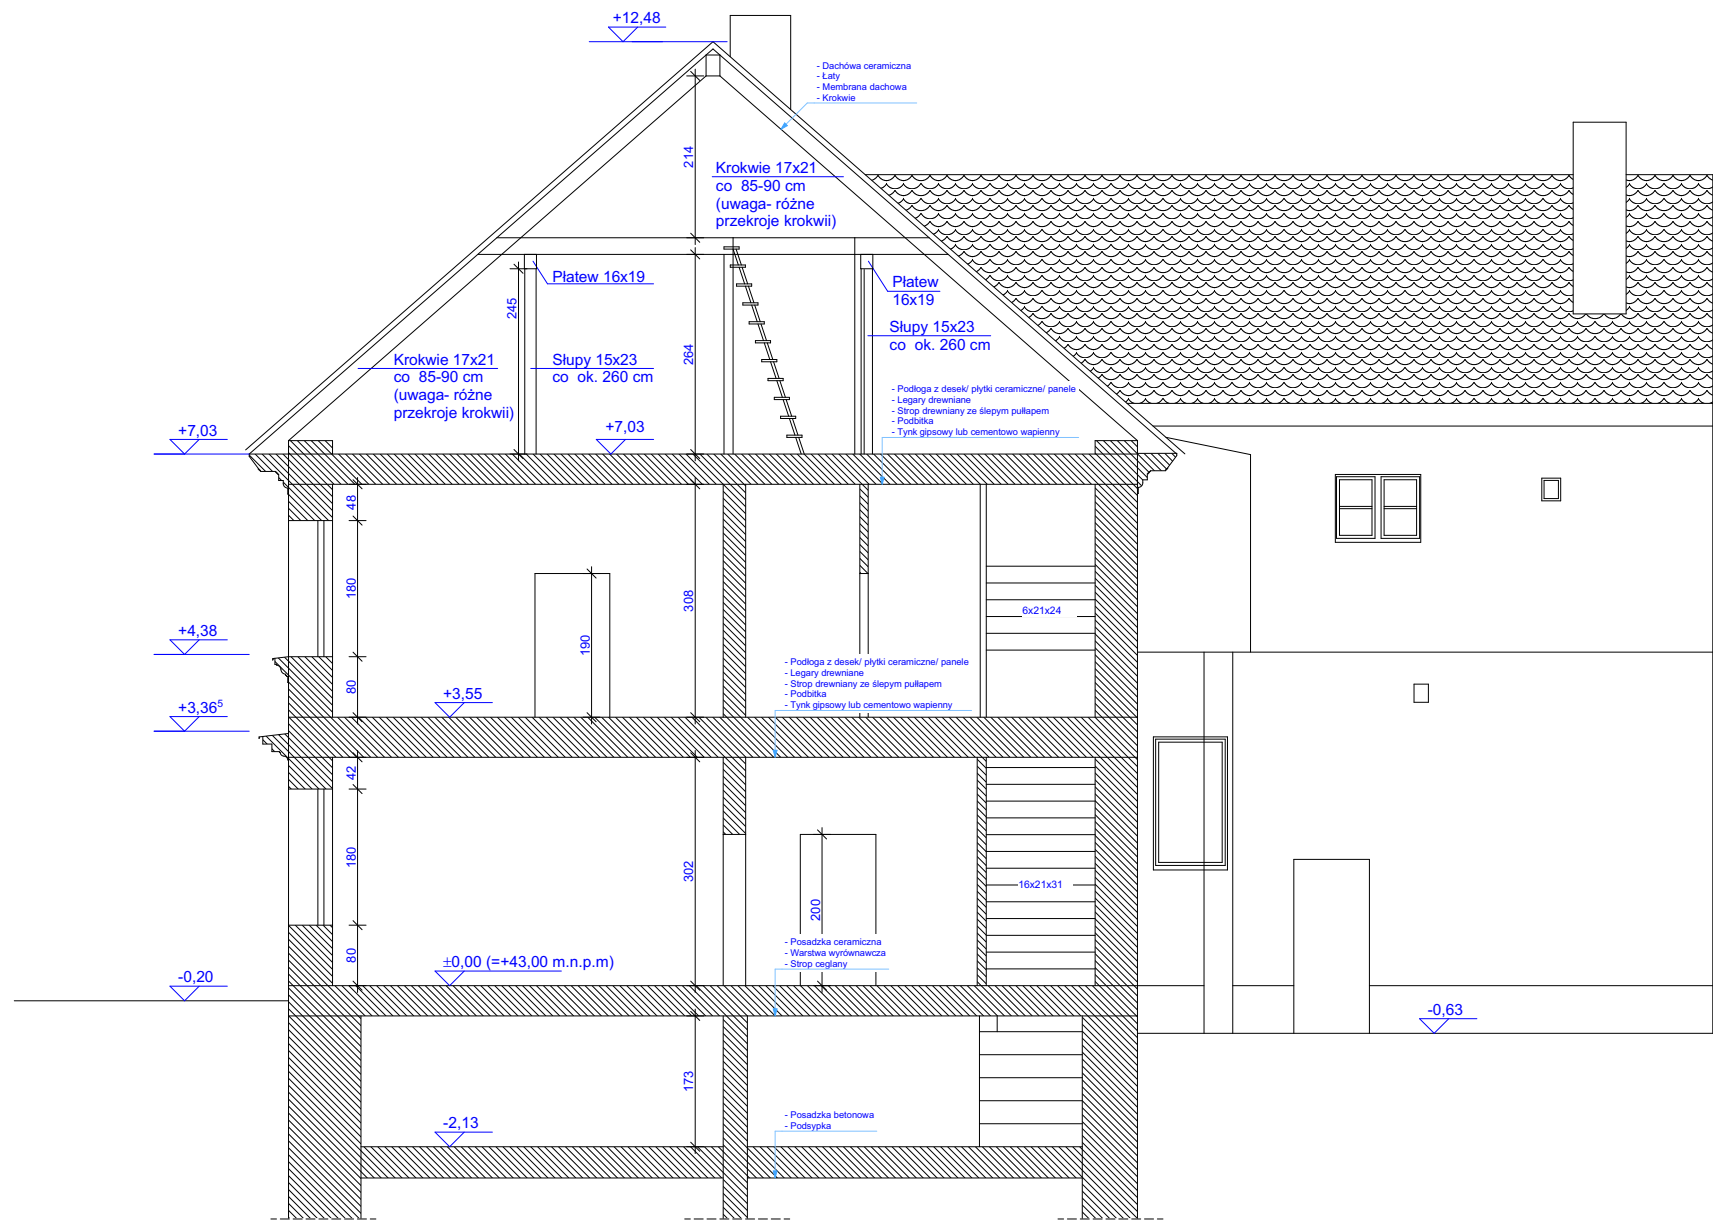 +12,48
- Dachówa ceramiczna
- Łaty
- Membrana dachowa
- Krokwie
214
Krokwie 17x21
co 85-90 cm
(uwaga- różne
przekroje krokwii)
Płatew 16x19
Płatew
16x19
245
264
Słupy 15x23
co ok. 260 cm
Krokwie 17x21
co 85-90 cm
(uwaga- różne
przekroje krokwii)
Słupy 15x23
co ok. 260 cm
- Podłoga z desek/ płytki ceramiczne/ panele
- Legary drewniane
- Strop drewniany ze ślepym pułłapem
- Podbitka
- Tynk gipsowy lub cementowo wapienny
+7,03
+7,03
48
180
308
190
6x21x24
+4,38
80
- Podłoga z desek/ płytki ceramiczne/ panele
- Legary drewniane
- Strop drewniany ze ślepym pułłapem
- Podbitka
- Tynk gipsowy lub cementowo wapienny
+3,55
+3,36⁵
42
180
302
200
16x21x31
80
- Posadzka ceramiczna
- Warstwa wyrównawcza
- Strop ceglany
±0,00 (=+43,00 m.n.p.m)
-0,20
-0,63
173
-2,13
- Posadzka betonowa
- Podsypka